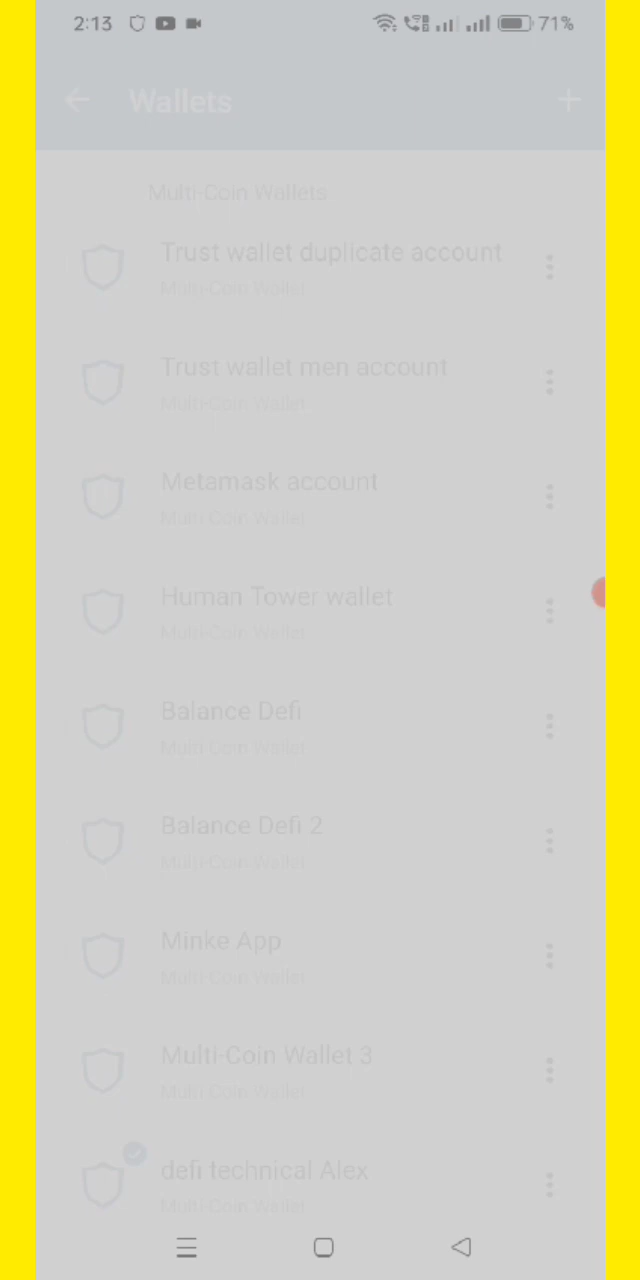 2:13
71%
Wallets
Multi-Coin Wallets
Trust wallet duplicate account
Multi-Coin Wallet
Trust wallet men account
Multi-Coin Wallet
Metamask account
Multi-Coin Wallet
Human Tower wallet
Multi-Coin Wallet
Balance Defi
Multi-Coin Wallet
Balance Defi 2
Multi-Coin Wallet
Minke App
Multi-Coin Wallet
Multi-Coin Wallet 3
Multi-Coin Wallet
defi technical Alex
Multi-Coin Wallet